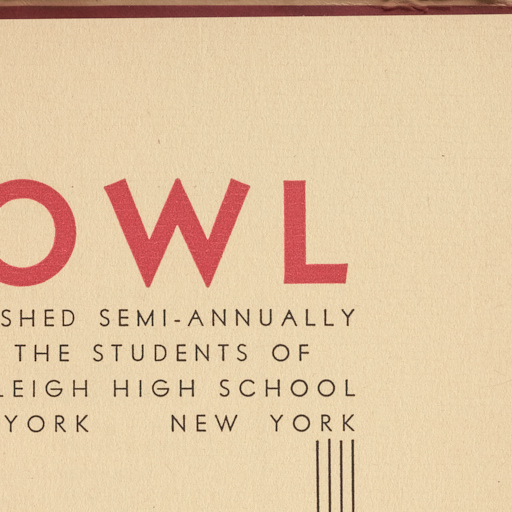 OWL
SHED SEMI-ANNUALLY
THE STUDENTS OF
LEIGH HIGH SCHOOL
YORK NEW YORK